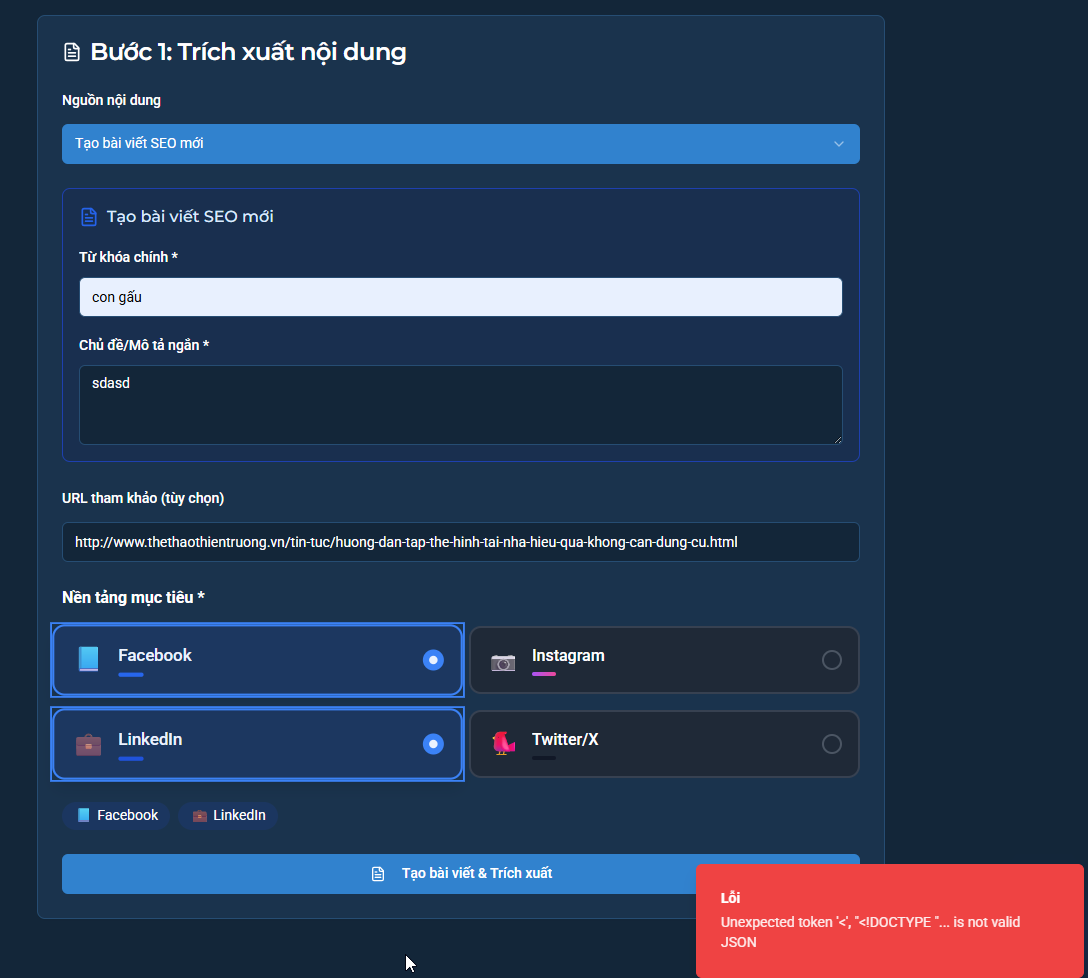 Bước 1: Trích xuất nội dung
Nguồn nội dung
Tạo bài viết SEO mới
Tạo bài viết SEO mới
Từ khóa chính *
con gấu
Chủ đề/Mô tả ngắn *
sdasd
URL tham khảo (tùy chọn)
http://www.thethaothientruong.vn/tin-tuc/huong-dan-tap-the-hinh-tai-nha-hieu-qua-khong-can-dung-cu.html
Nền tảng mục tiêu *
Facebook
Instagram
LinkedIn
Twitter/X
Facebook
LinkedIn
Tạo bài viết & Trích xuất
Lỗi
Unexpected token '<', "<!DOCTYPE "... is not valid
JSON